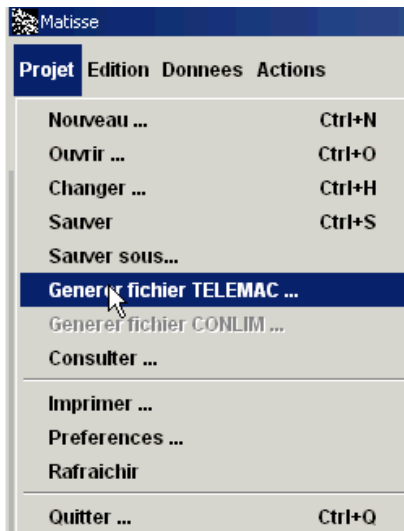 Matisse
Projet Edition Donnees Actions
Nouveau ... Ctrl+N
Ouvrir ... Ctrl+O
Changer ... Ctrl+H
Sauver Ctrl+S
Sauver sous...
Generer fichier TELEMAC ...
Generer fichier CONLIM ...
Consulter ...
Imprimer ...
Preferences ...
Rafraichir
Quitter ... Ctrl+Q